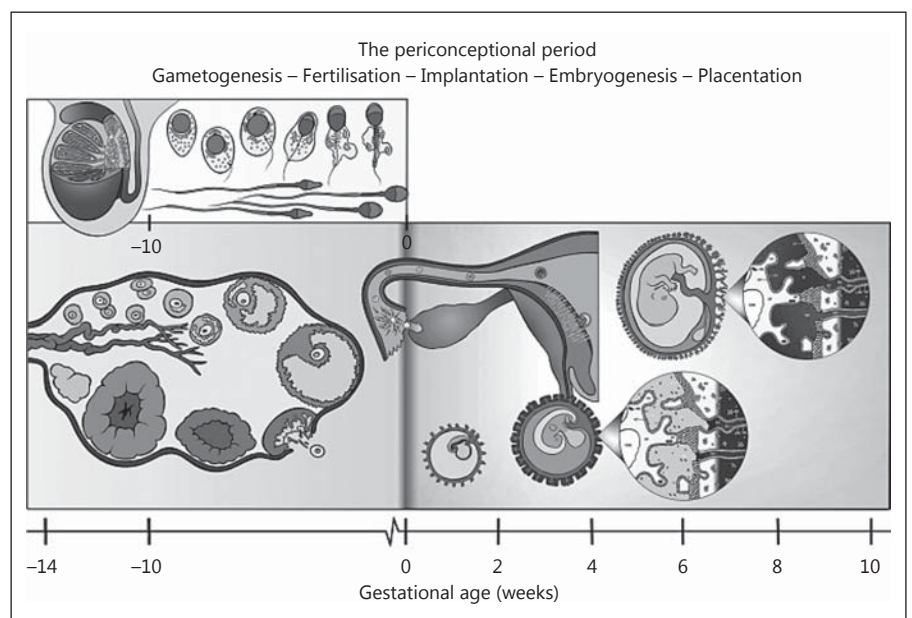 The periconceptional period
Gametogenesis – Fertilisation – Implantation – Embryogenesis – Placentation
–10
0
–14 –10 0 2 4 6 8 10
Gestational age (weeks)